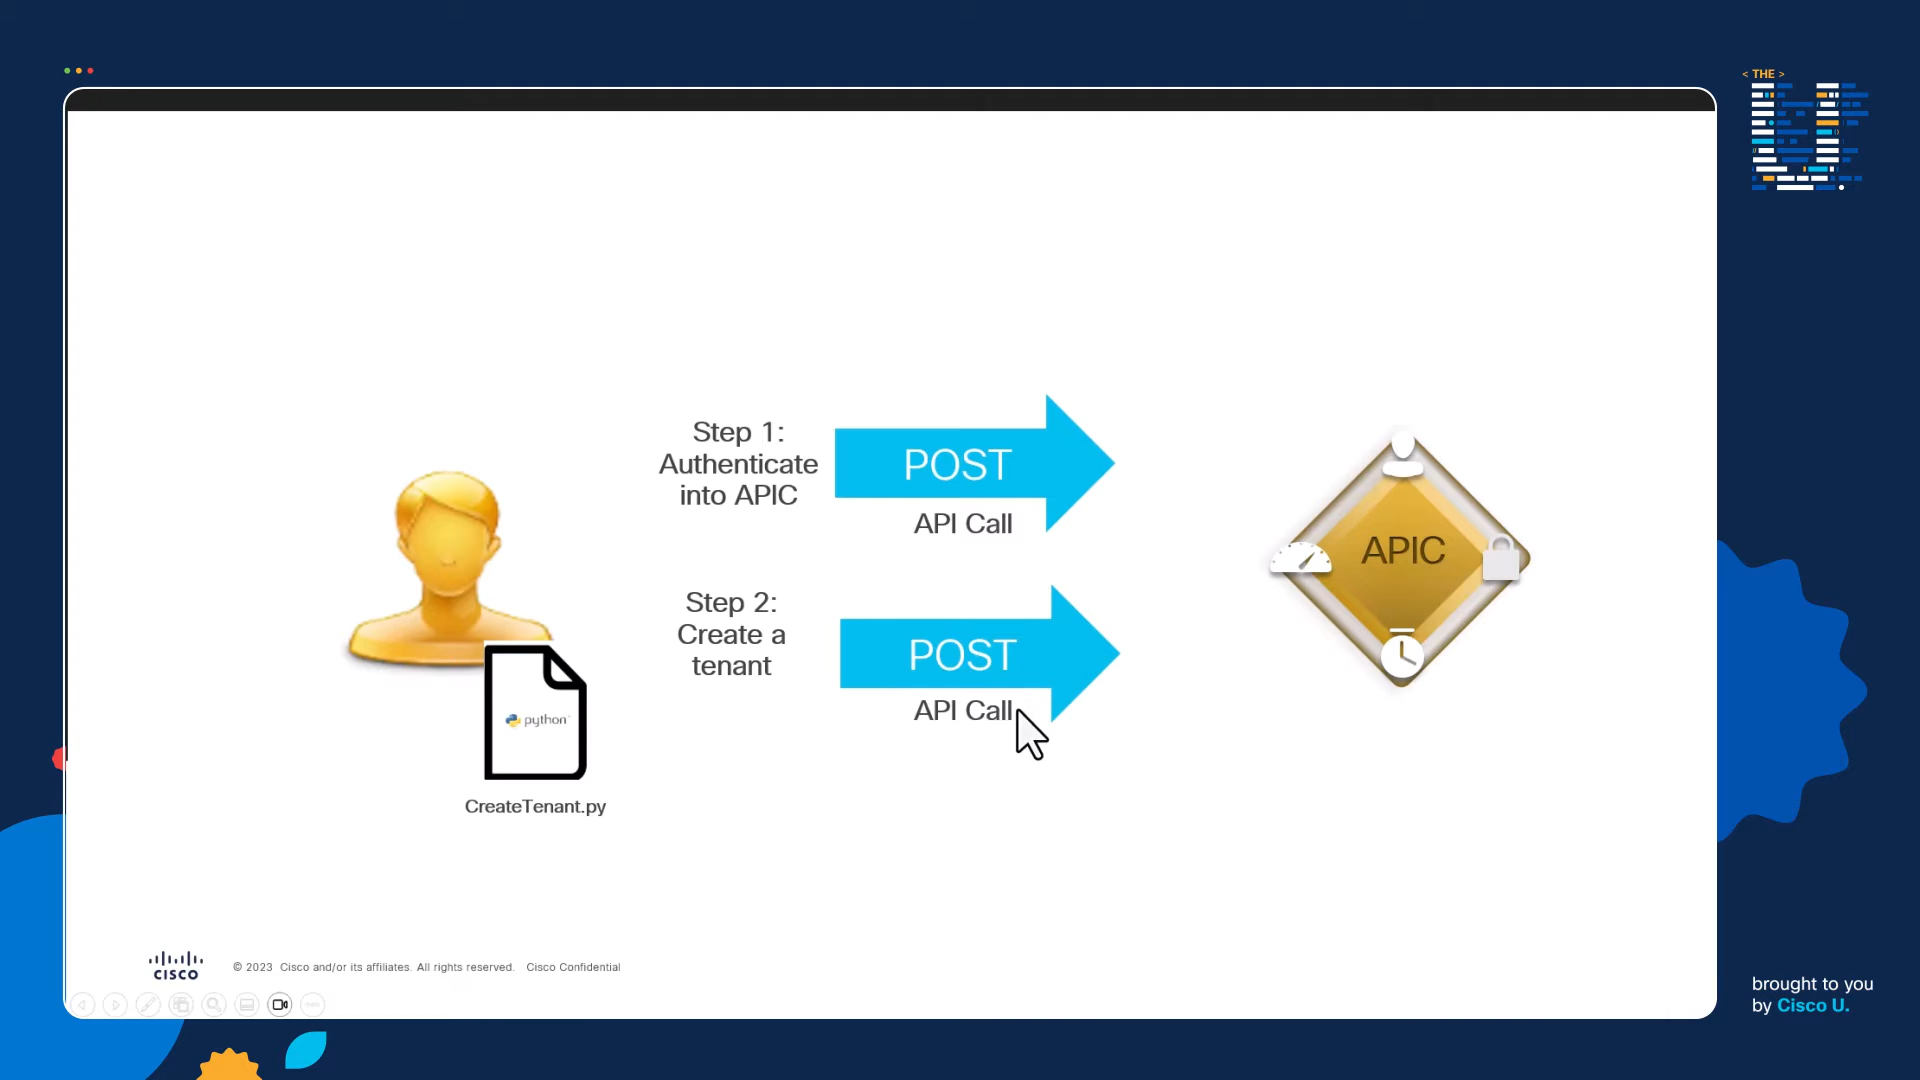 < THE >
Step 1:
Authenticate
into APIC
POST
API Call
APIC
Step 2:
Create a
tenant
POST
API Call
python
CreateTenant.py
CISCO
© 2023 Cisco and/or its affiliates. All rights reserved. Cisco Confidential
brought to you
by Cisco U.